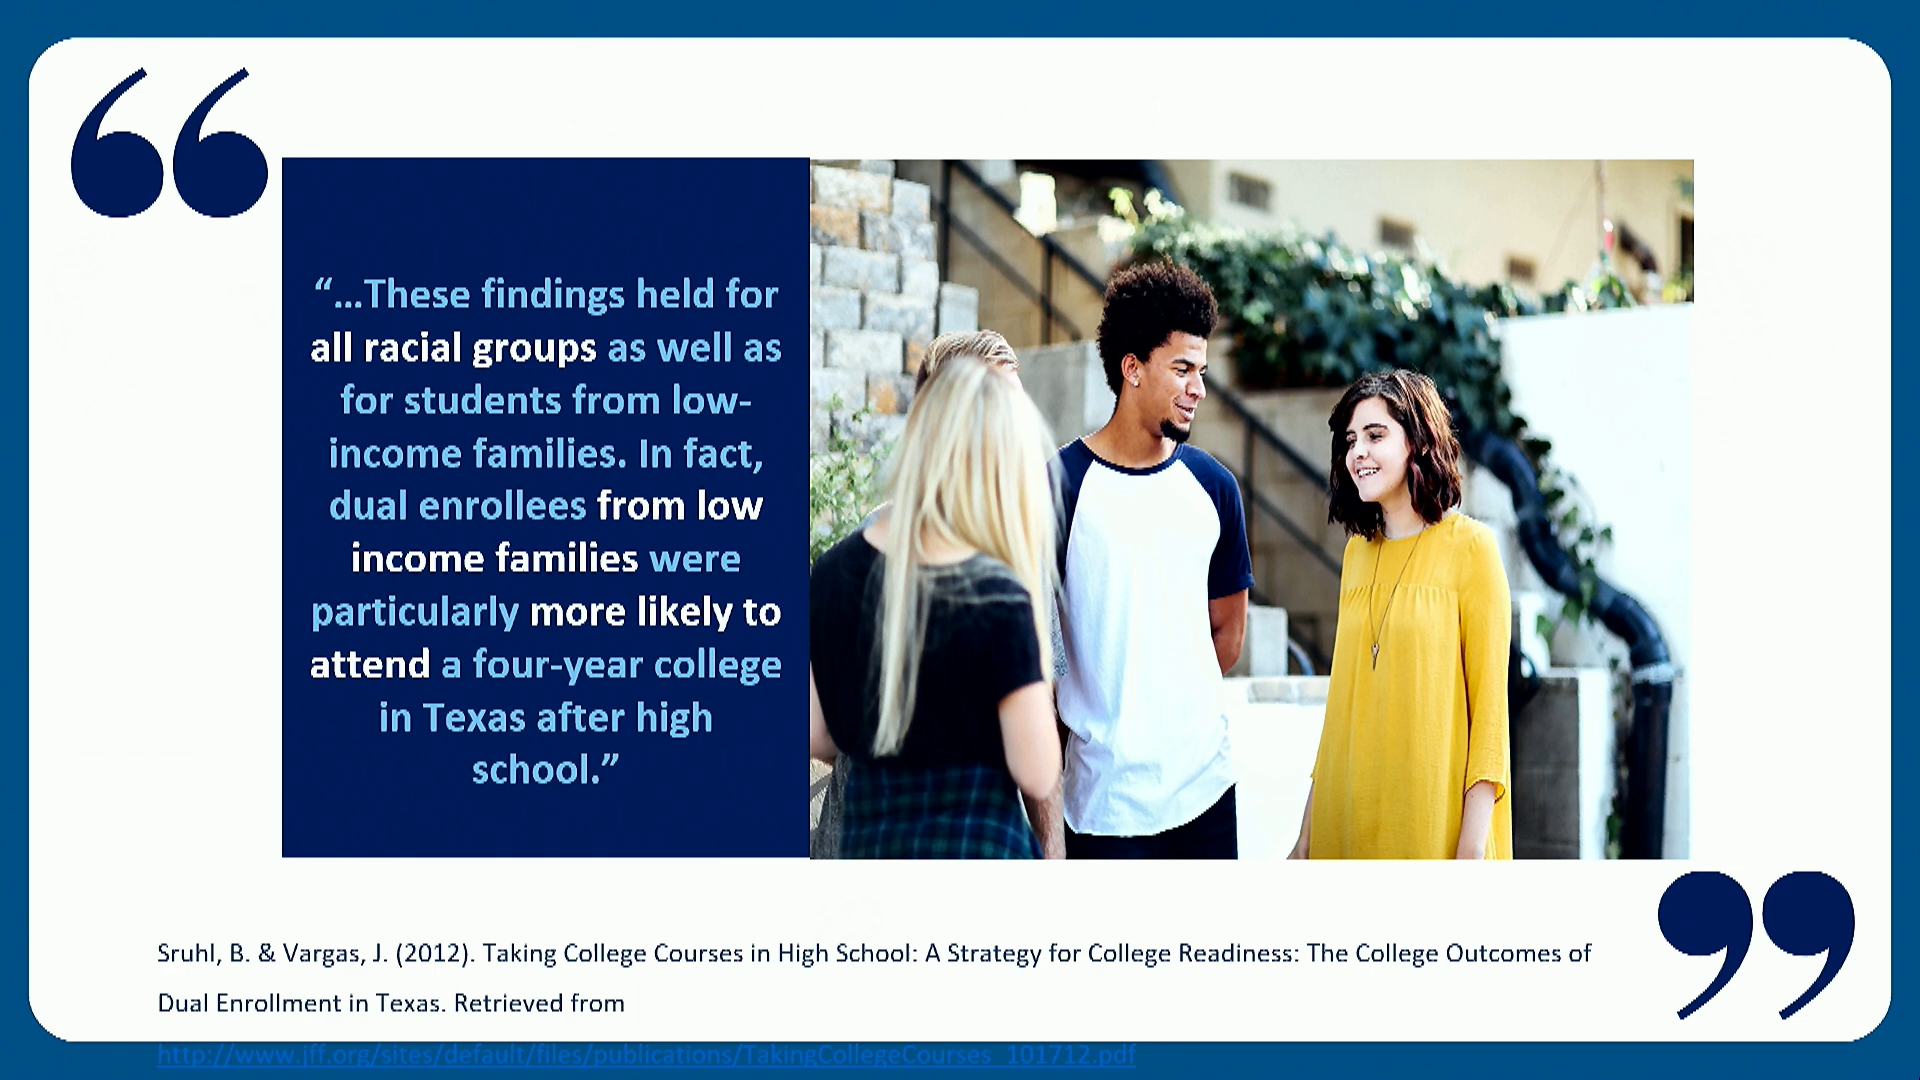 “...These findings held for
all racial groups as well as
for students from low-
income families. In fact,
dual enrollees from low
income families were
particularly more likely to
attend a four-year college
in Texas after high
school.”
Sruhl, B. & Vargas, J. (2012). Taking College Courses in High School: A Strategy for College Readiness: The College Outcomes of
Dual Enrollment in Texas. Retrieved from
http://www.jff.org/sites/default/files/publications/TakingCollegeCourses_101712.pdf